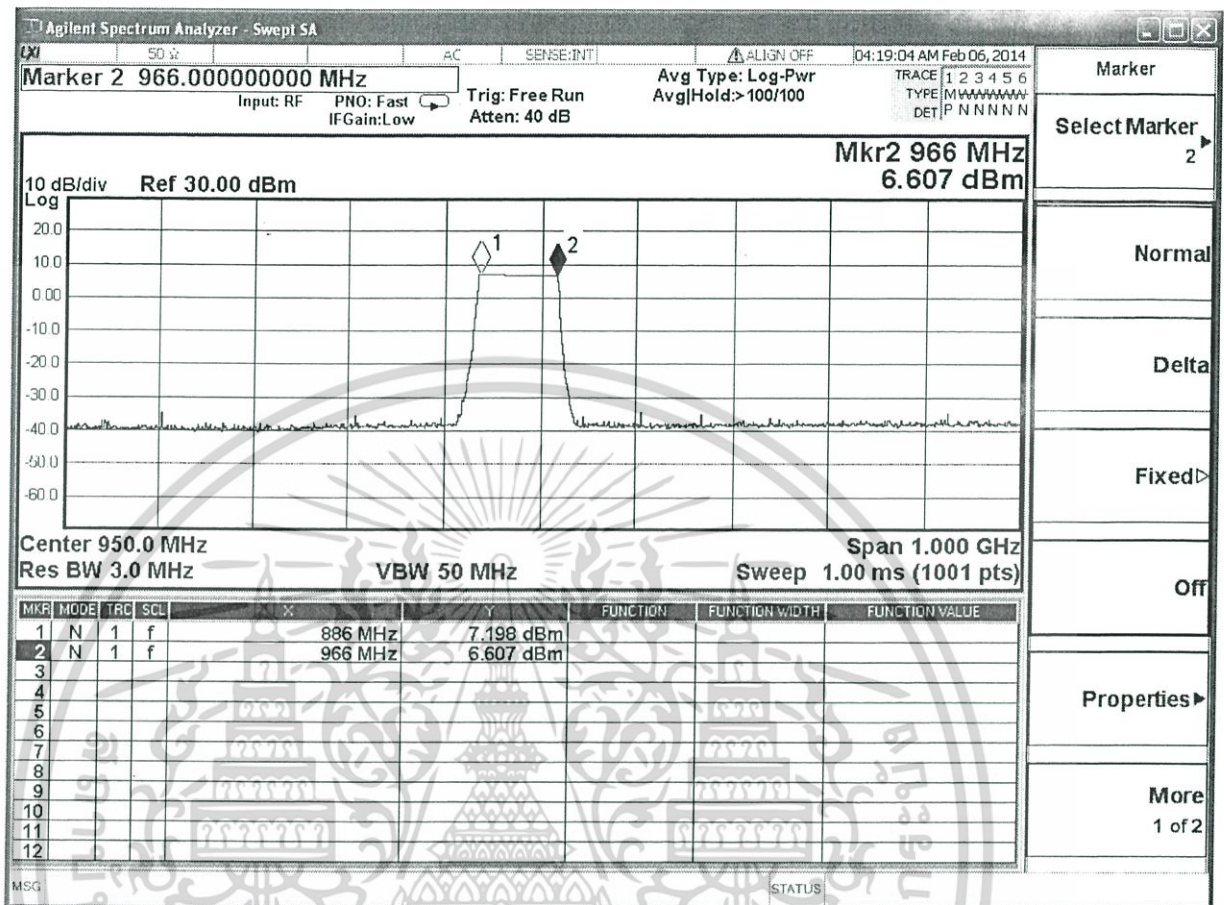 Agilent Spectrum Analyzer - Swept SA
LXI 50 Ω AC SENSE:INT ALIGN OFF 04:19:04 AM Feb 06, 2014
Marker 2 966.000000000 MHz
Input: RF PNO: Fast Trig: Free Run Avg Type: Log-Pwr TRACE 1 2 3 4 5 6
IFGain:Low Atten: 40 dB Avg|Hold:>100/100 TYPE M WWWWW
DET P N N N N N
Mkr2 966 MHz
6.607 dBm
10 dB/div Ref 30.00 dBm
Log
20.0
10.0
0.00
-10.0
-20.0
-30.0
-40.0
-50.0
-60.0
1
2
Center 950.0 MHz Span 1.000 GHz
Res BW 3.0 MHz VBW 50 MHz Sweep 1.00 ms (1001 pts)
MKR MODE TRC SCL X Y FUNCTION FUNCTION WIDTH FUNCTION VALUE
1 N 1 f 886 MHz 7.198 dBm
2 N 1 f 966 MHz 6.607 dBm
3
4
5
6
7
8
9
10
11
12
MSG STATUS
Marker
Select Marker
2
Normal
Delta
Fixed
Off
Properties
More
1 of 2